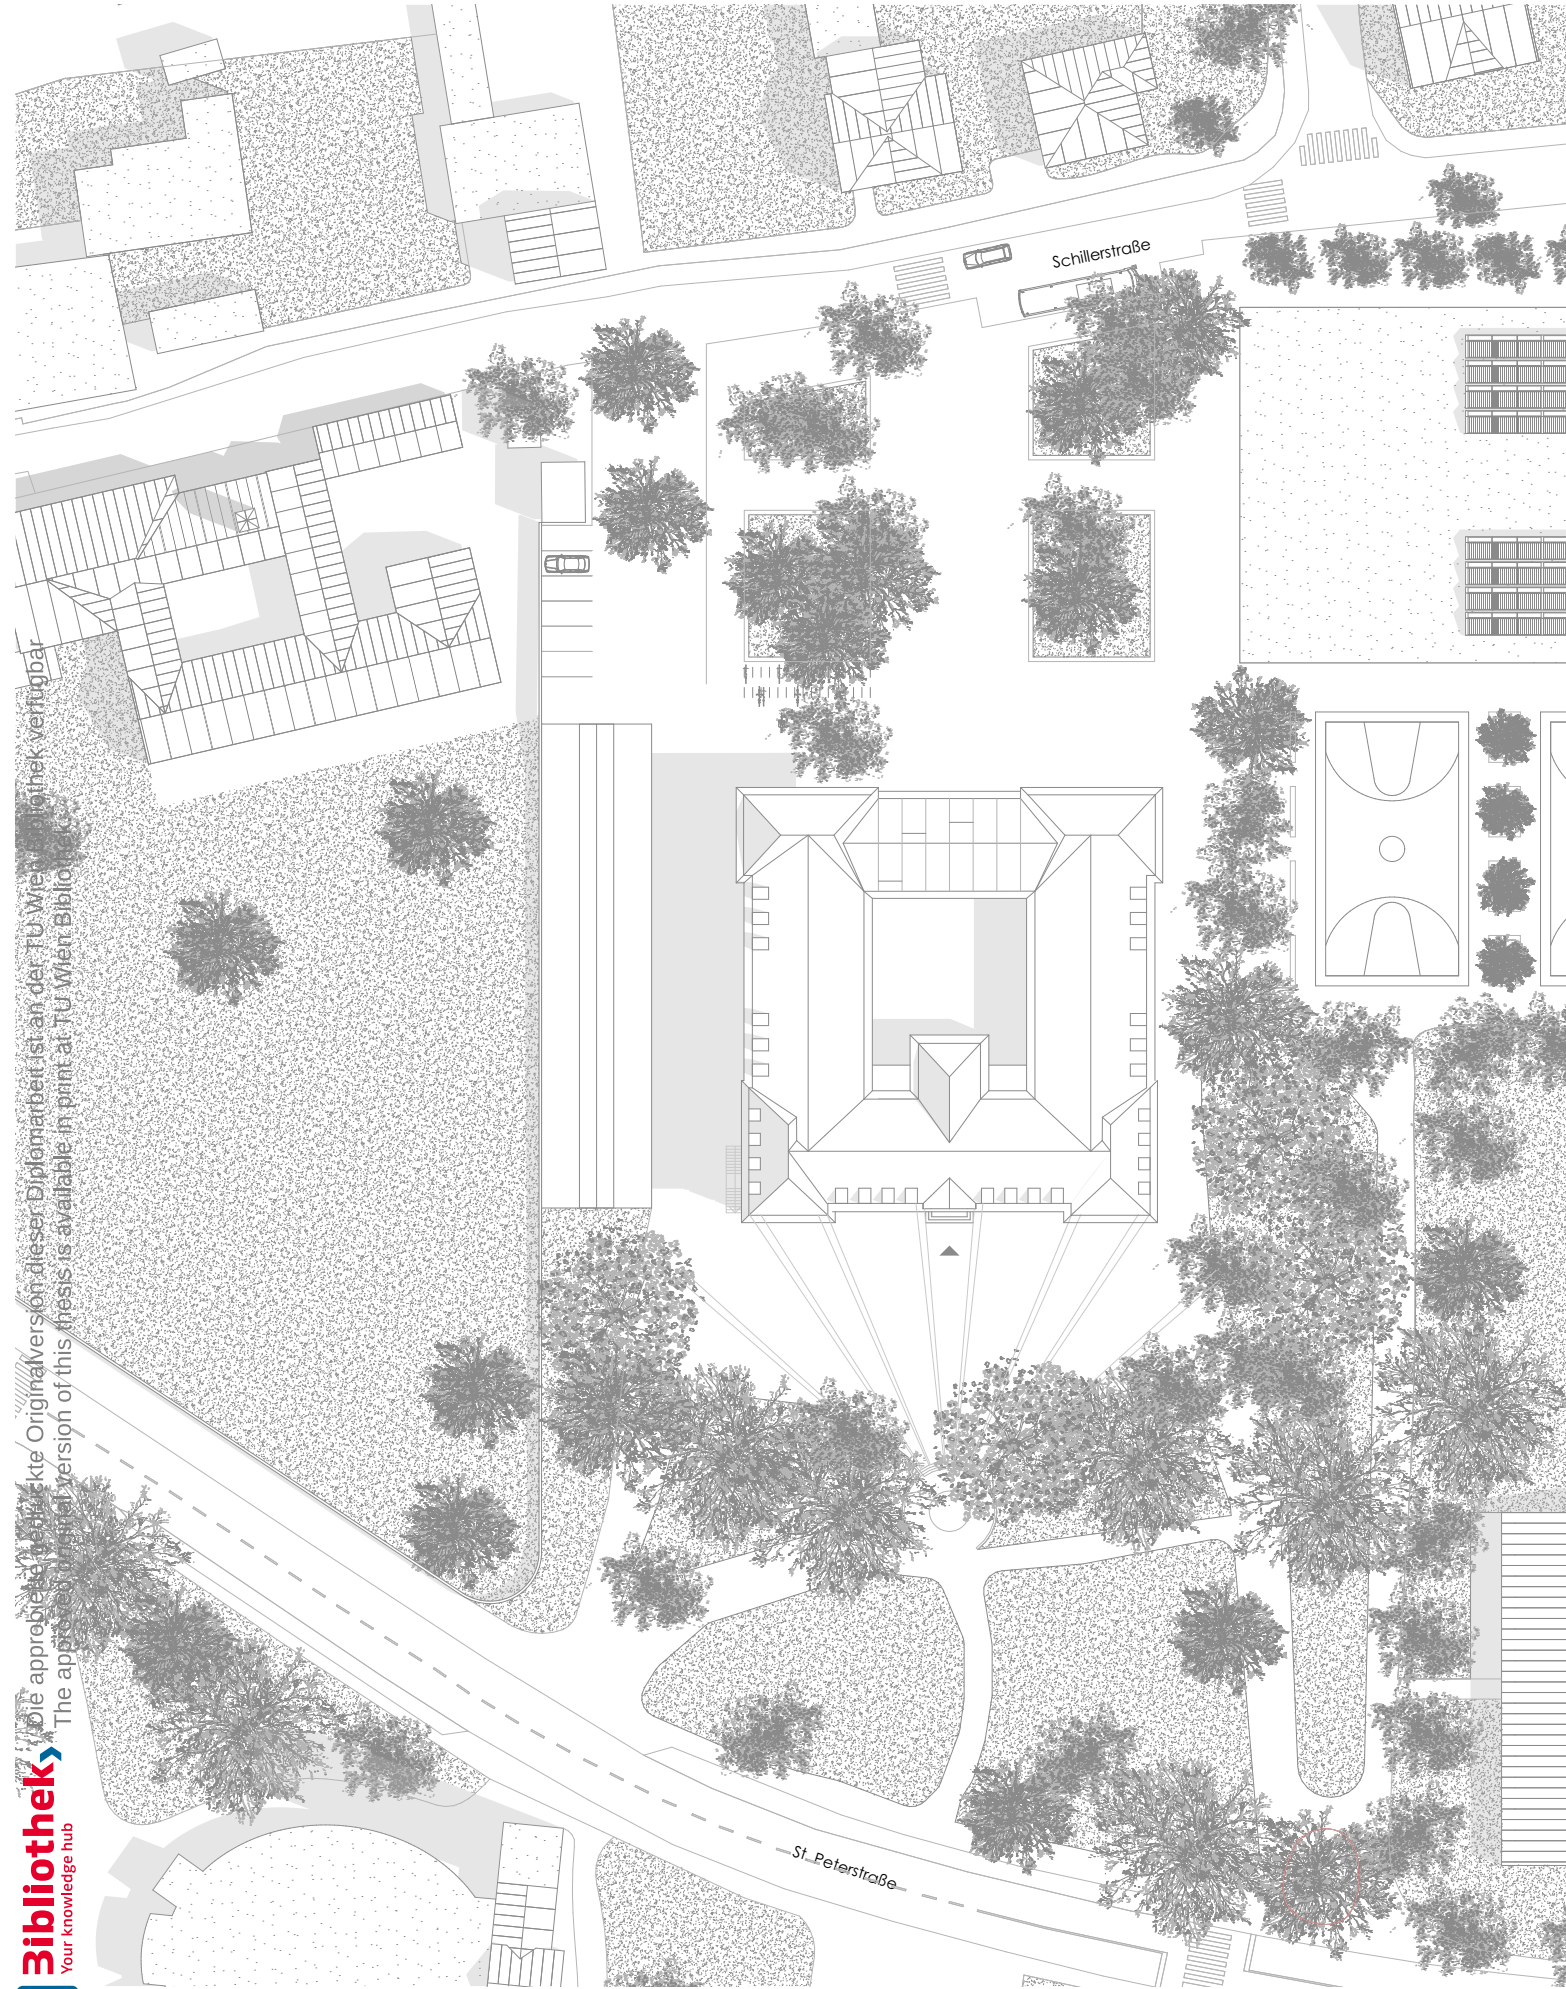 Schillerstraße
St. Peterstraße
Die approbierte gedruckte Originalversion dieser Diplomarbeit ist an der TU Wien Bibliothek verfügbar
The approved original version of this thesis is available in print at TU Wien Bibliothek.
Bibliothek
Your knowledge hub